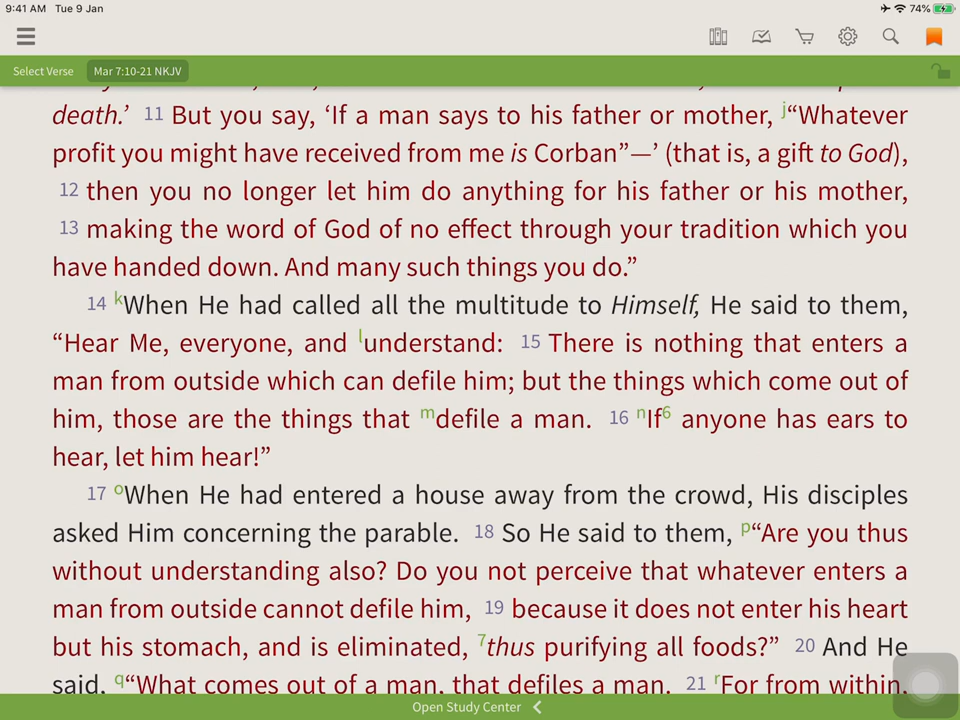 9:41 AM Tue 9 Jan 74%
Select Verse Mar 7:10-21 NKJV
death.’ 11 But you say, ‘If a man says to his father or mother, j“Whatever
profit you might have received from me is Corban”—’ (that is, a gift to God),
12 then you no longer let him do anything for his father or his mother,
13 making the word of God of no effect through your tradition which you
have handed down. And many such things you do.”
14 kWhen He had called all the multitude to Himself, He said to them,
“Hear Me, everyone, and lunderstand: 15 There is nothing that enters a
man from outside which can defile him; but the things which come out of
him, those are the things that mdefile a man. 16 nIf6 anyone has ears to
hear, let him hear!”
17 oWhen He had entered a house away from the crowd, His disciples
asked Him concerning the parable. 18 So He said to them, p“Are you thus
without understanding also? Do you not perceive that whatever enters a
man from outside cannot defile him, 19 because it does not enter his heart
but his stomach, and is eliminated, 7thus purifying all foods?” 20 And He
said, q“What comes out of a man, that defiles a man. 21 rFor from within,
Open Study Center